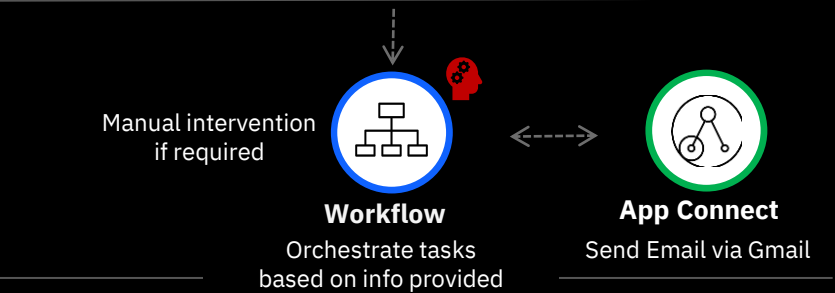 Manual intervention
if required
Workflow
Orchestrate tasks
based on info provided
App Connect
Send Email via Gmail